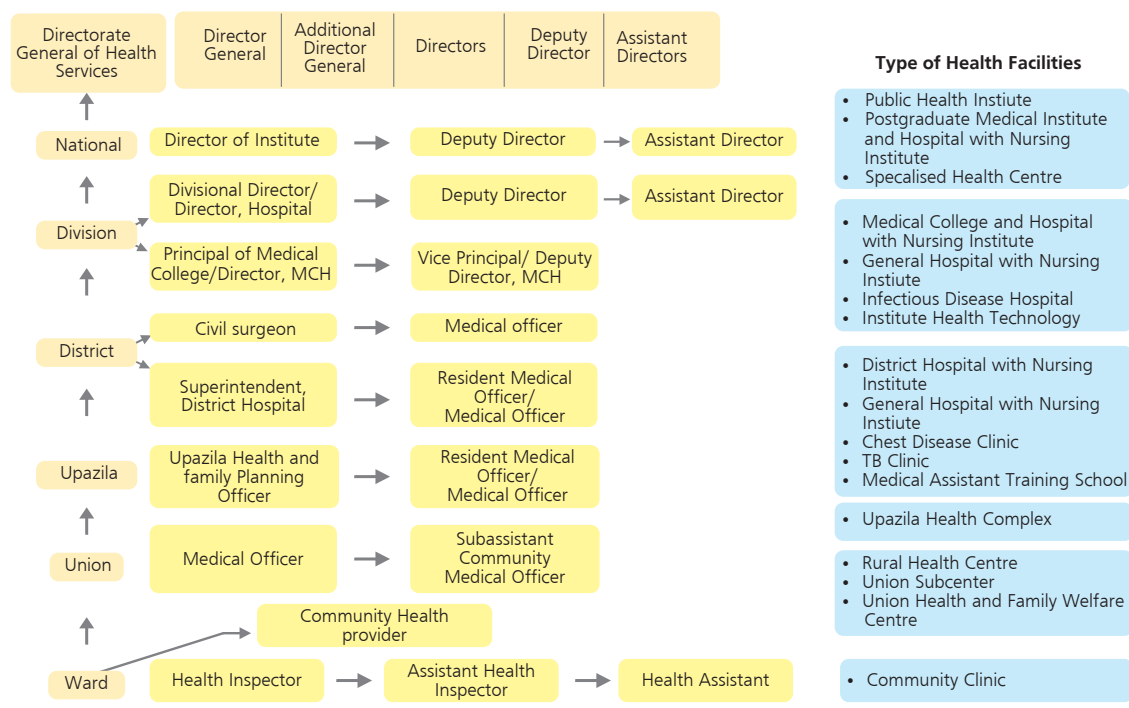 Directorate
General of Health
Services
Director
General
Additional
Director
General
Directors
Deputy
Director
Assistant
Directors
Type of Health Facilities
National
Director of Institute
Deputy Director
Assistant Director
• Public Health Instiute
• Postgraduate Medical Institute
and Hospital with Nursing
Institute
• Specalised Health Centre
Division
Divisional Director/
Director, Hospital
Deputy Director
Assistant Director
Principal of Medical
College/Director, MCH
Vice Principal/ Deputy
Director, MCH
• Medical College and Hospital
with Nursing Institute
• General Hospital with Nursing
Instiute
• Infectious Disease Hospital
• Institute Health Technology
District
Civil surgeon
Medical officer
Superintendent,
District Hospital
Resident Medical
Officer/
Medical Officer
• District Hospital with Nursing
Institute
• General Hospital with Nursing
Instiute
• Chest Disease Clinic
• TB Clinic
• Medical Assistant Training School
Upazila
Upazila Health and
family Planning
Officer
Resident Medical
Officer/
Medical Officer
• Upazila Health Complex
Union
Medical Officer
Subassistant
Community
Medical Officer
• Rural Health Centre
• Union Subcenter
• Union Health and Family Welfare
Centre
Community Health
provider
Ward
Health Inspector
Assistant Health
Inspector
Health Assistant
• Community Clinic